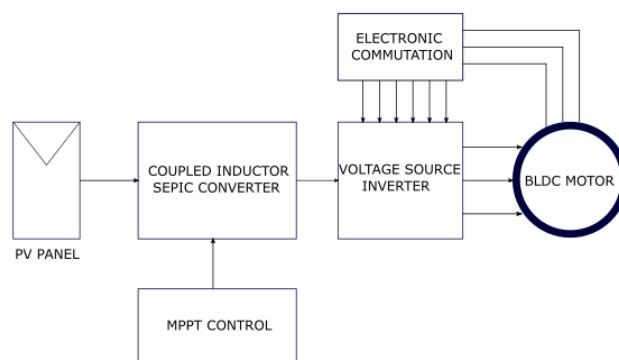 ELECTRONIC
COMMUTATION
COUPLED INDUCTOR
SEPIC CONVERTER
VOLTAGE SOURCE
INVERTER
BLDC MOTOR
PV PANEL
MPPT CONTROL